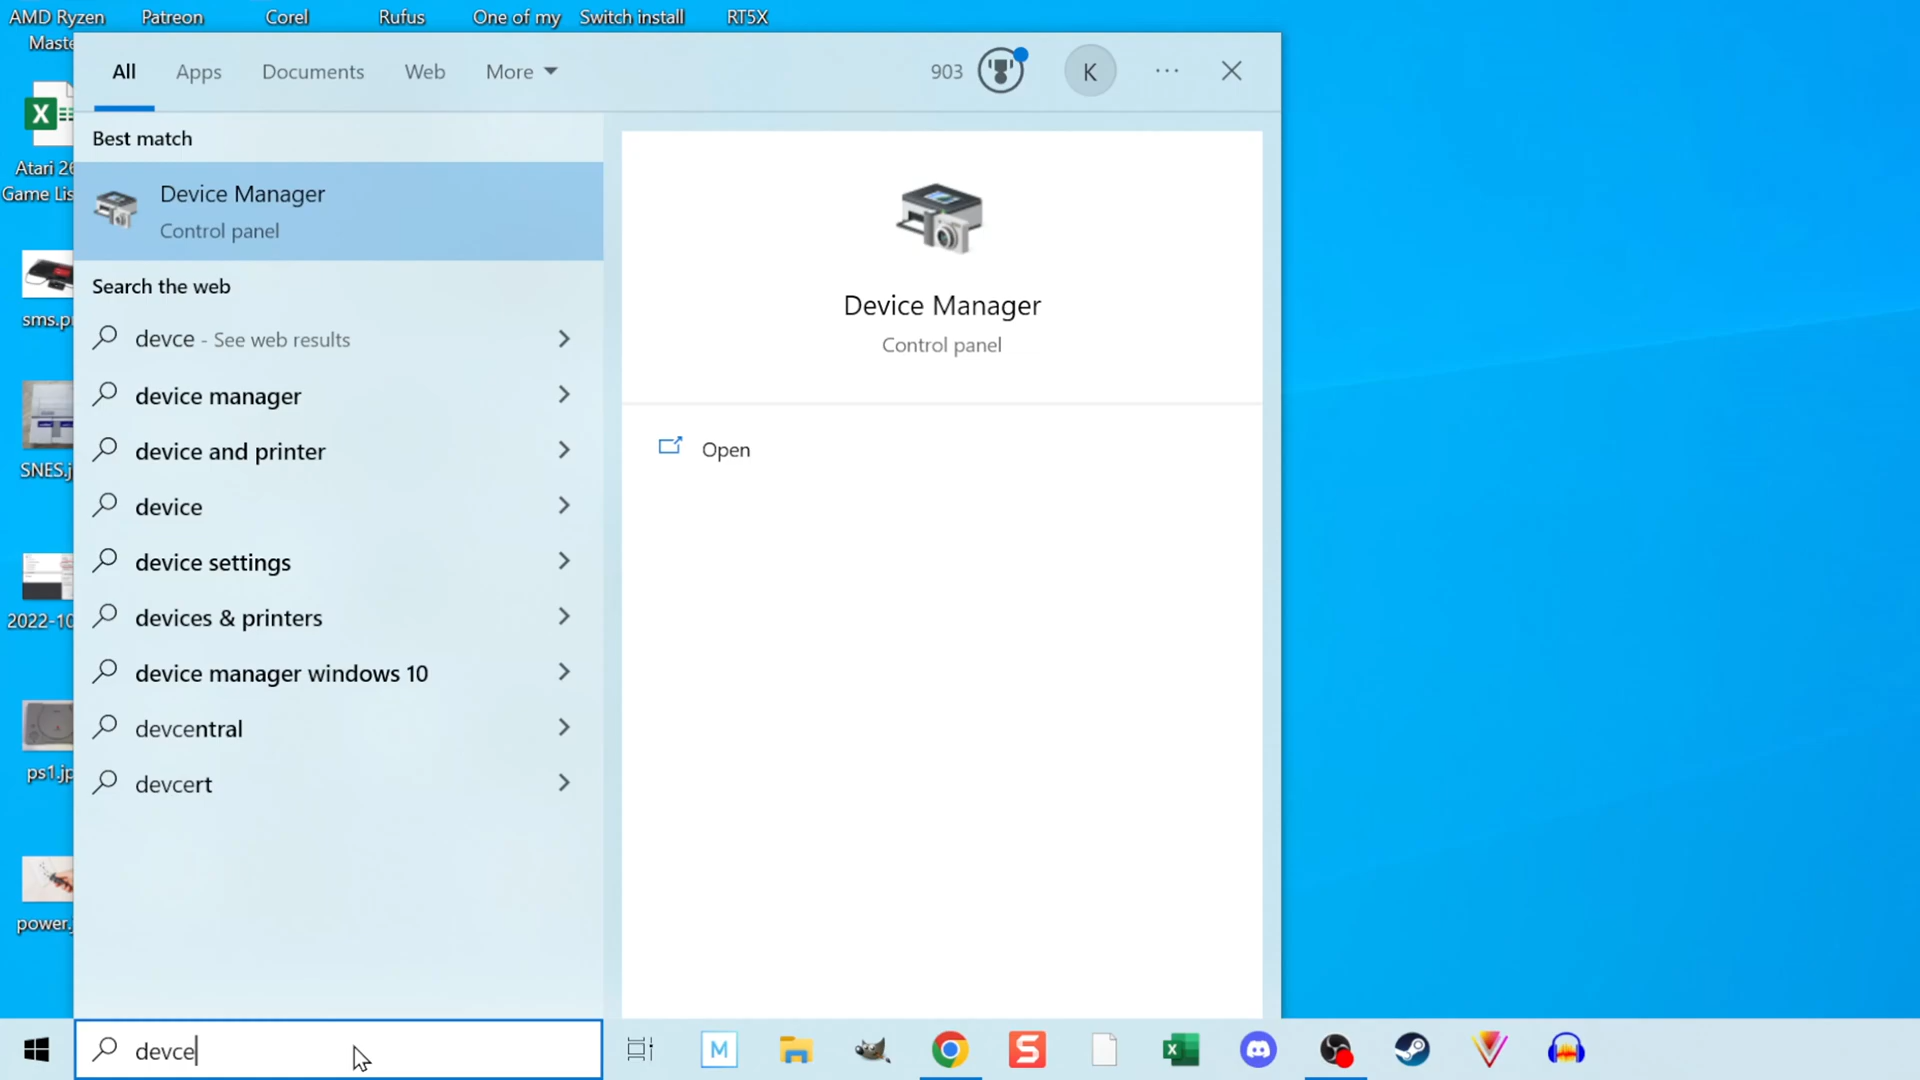 AMD Ryzen
Maste
Patreon
Corel
Rufus
One of my
Switch install
RT5X
All
Apps
Documents
Web
More
903
K
Best match
Device Manager
Control panel
Search the web
devce - See web results
device manager
device and printer
device
device settings
devices & printers
device manager windows 10
devcentral
devcert
Device Manager
Control panel
Open
Atari 26
Game Lis
sms.p
SNES.j
2022-10
ps1.jp
power.
devce
M
S